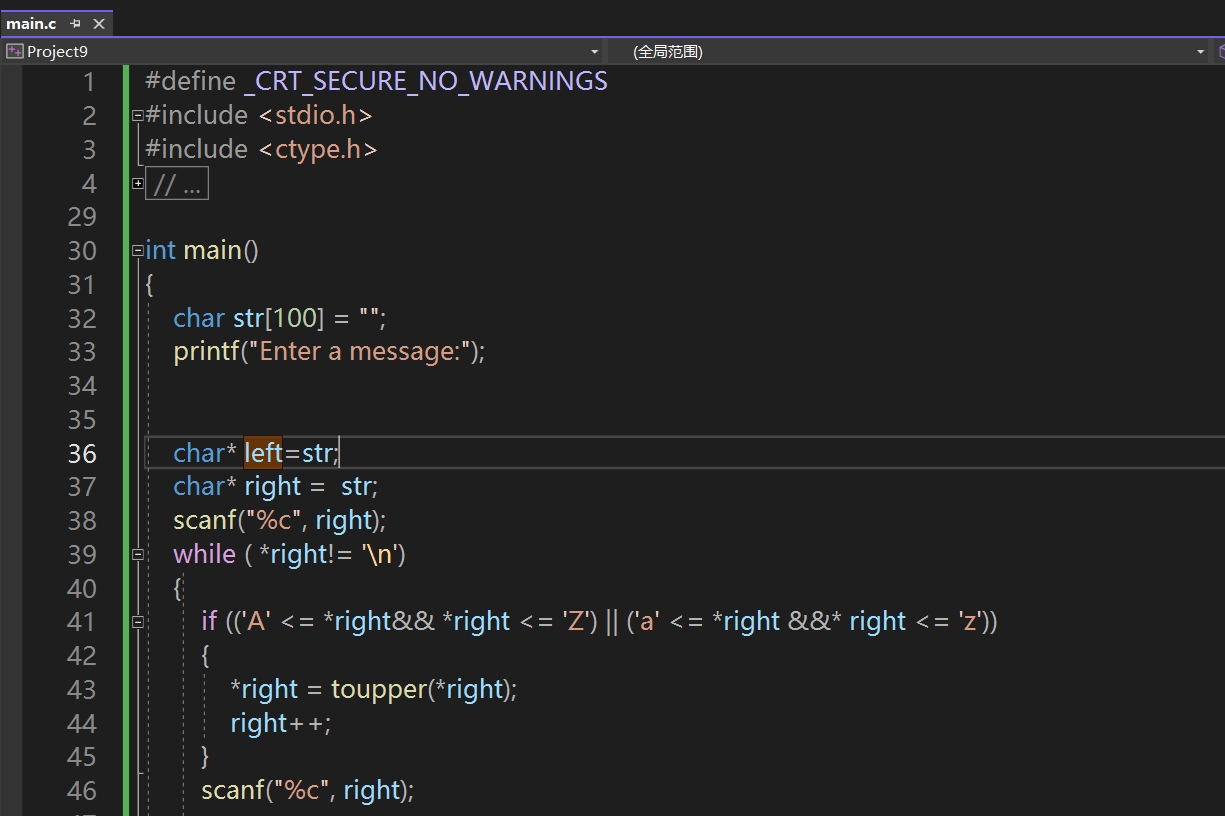 main.c
Project9
(全局范围)
1 #define _CRT_SECURE_NO_WARNINGS
2 #include <stdio.h>
3 #include <ctype.h>
4 // ...
29
30 int main()
31 {
32 char str[100] = "";
33 printf("Enter a message:");
34
35
36 char* left=str;
37 char* right =  str;
38 scanf("%c", right);
39 while ( *right!= '\n')
40 {
41 if (('A' <= *right&& *right <= 'Z') || ('a' <= *right &&* right <= 'z'))
42 {
43 *right = toupper(*right);
44 right++;
45 }
46 scanf("%c", right);